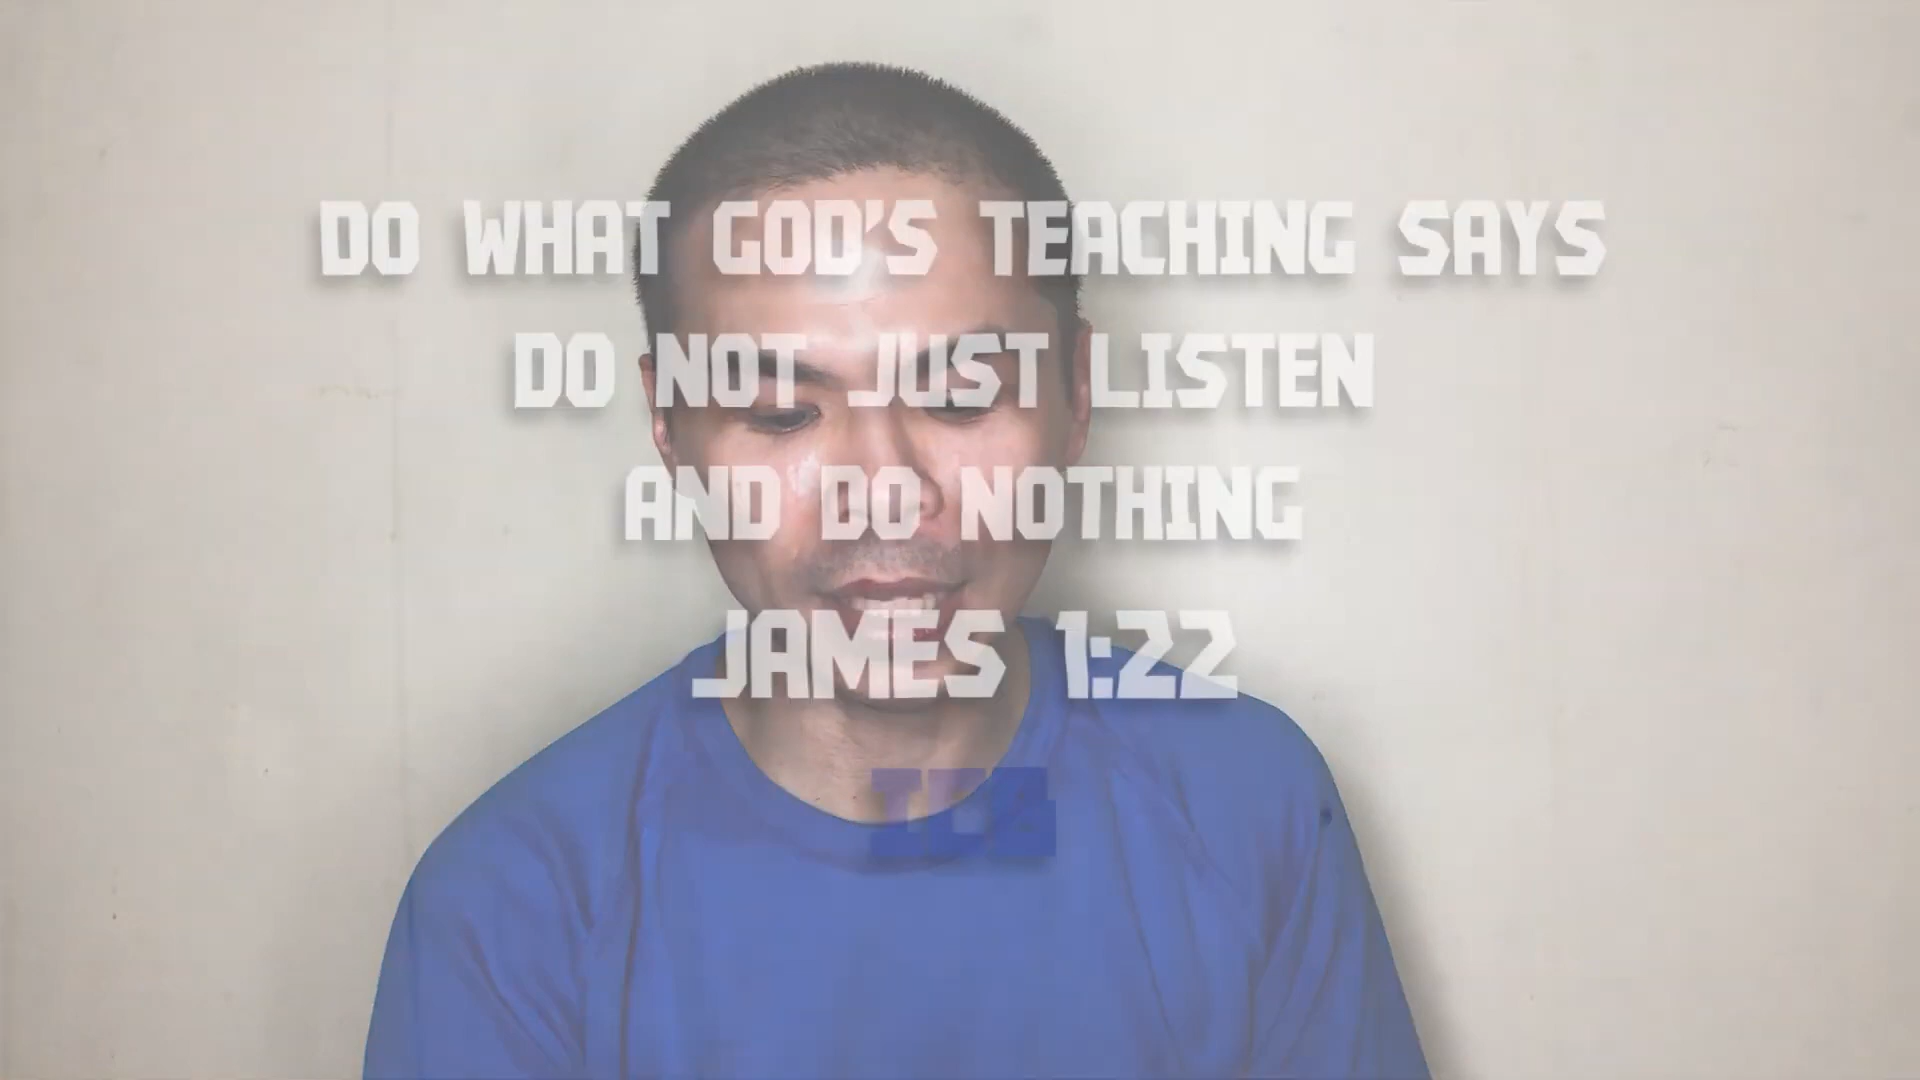 DO WHAT GOD'S TEACHING SAYS
DO NOT JUST LISTEN
AND DO NOTHING
JAMES 1:22
ICB